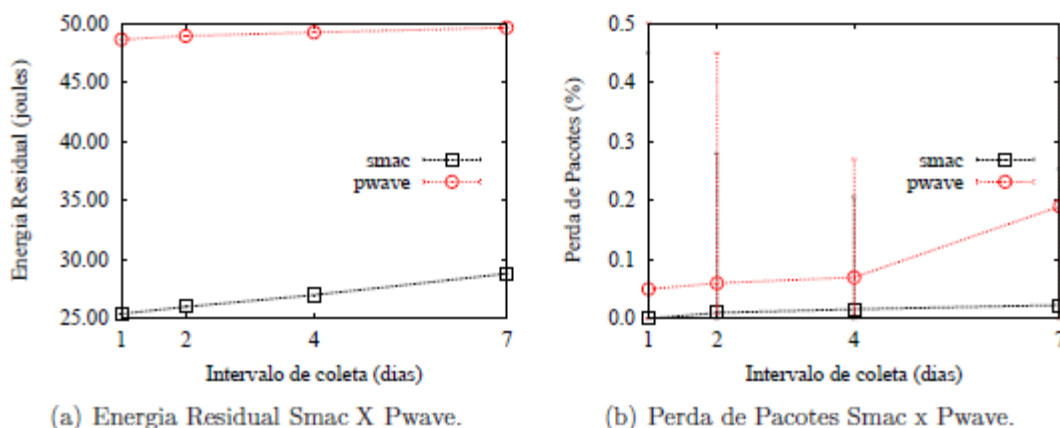 50.00
45.00
40.00
35.00
30.00
25.00
Energia Residual (joules)
smac
pwave
1 2 4 7
Intervalo de coleta (dias)
(a) Energia Residual Smac X Pwave.
0.5
0.4
0.3
0.2
0.1
0.0
Perda de Pacotes (%)
smac
pwave
1 2 4 7
Intervalo de coleta (dias)
(b) Perda de Pacotes Smac x Pwave.